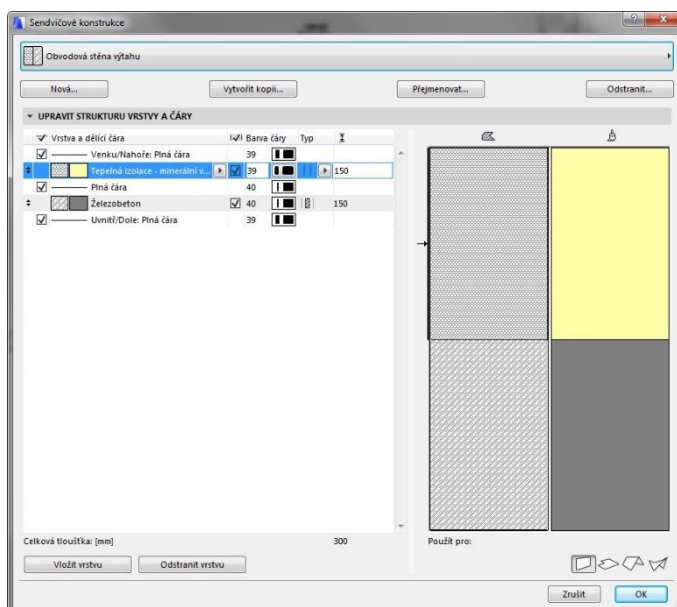 Sendvičové konstrukce
Obvodová stěna výtahu
Nová...
Vytvořit kopii...
Přejmenovat...
Odstranit...
UPRAVIT STRUKTURU VRSTVY A ČÁRY
Vrstva a dělící čára Barva čáry Typ
Venku/Nahoře: Plná čára 39
Tepelná izolace - minerální v... 39 150
Plná čára 40
Železobeton 40 150
Uvnitř/Dole: Plná čára 39
Celková tloušťka: [mm] 300
Použít pro:
Vložit vrstvu
Odstranit vrstvu
Zrušit
OK